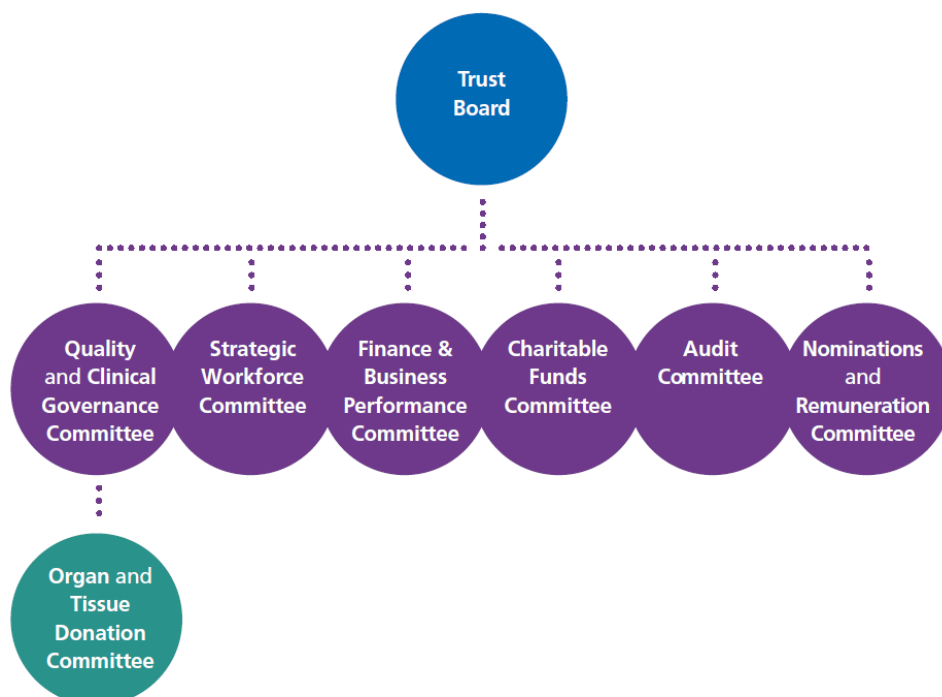 Trust
Board
Quality
and Clinical
Governance
Committee
Strategic
Workforce
Committee
Finance &
Business
Performance
Committee
Charitable
Funds
Committee
Audit
Committee
Nominations
and
Remuneration
Committee
Organ and
Tissue
Donation
Committee